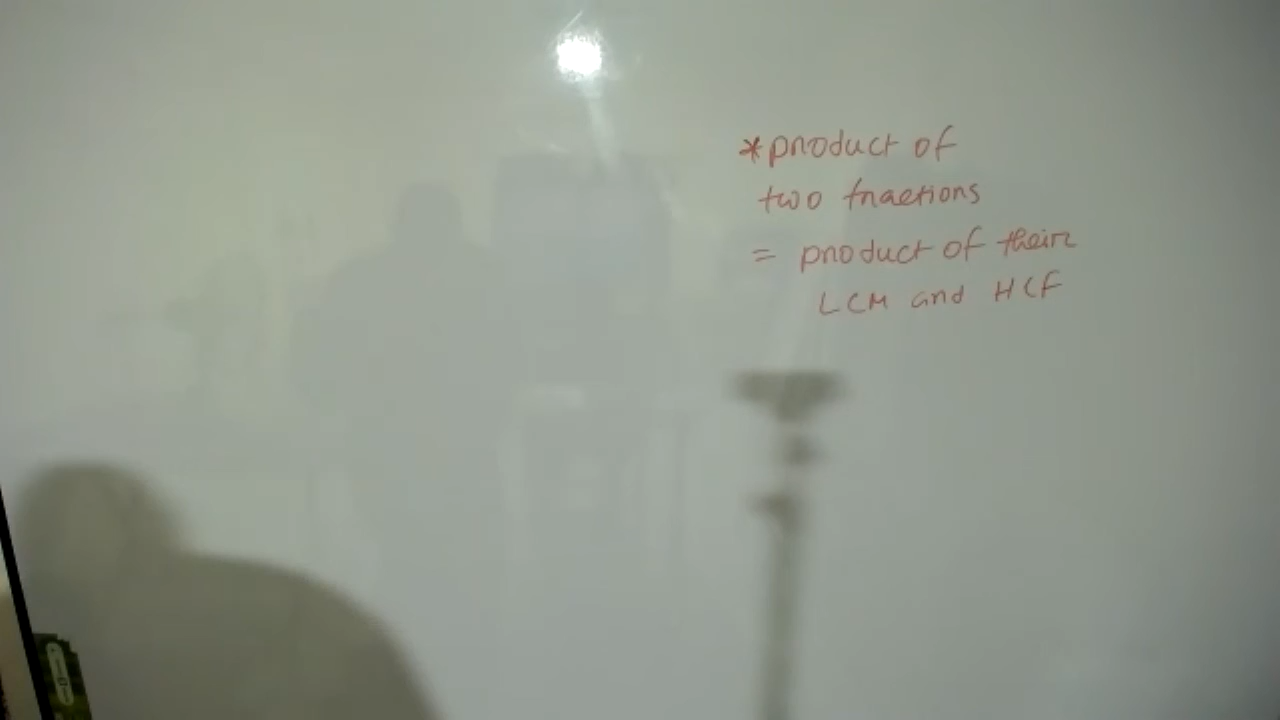 *product of
two fractions
= product of their
LCM and HCF